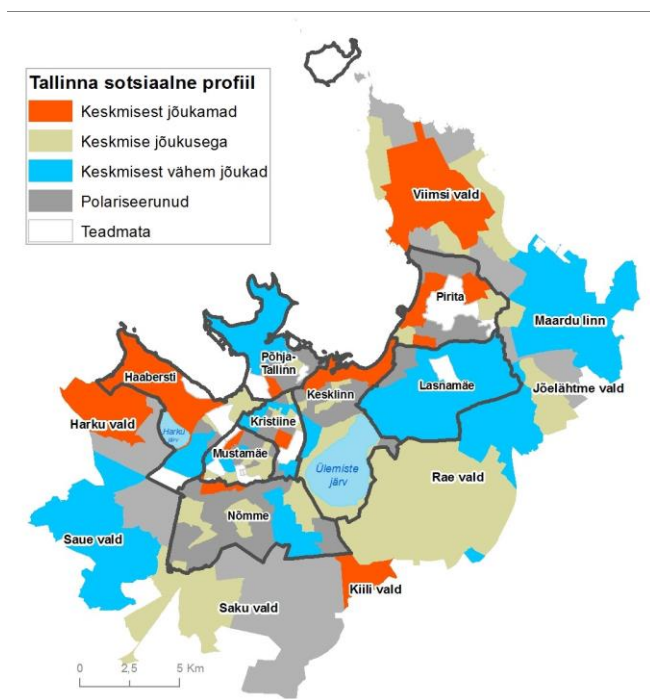 Tallinna sotsiaalne profiil
Keskmisest jõukamad
Keskmise jõukusega
Keskmisest vähem jõukad
Polariseerunud
Teadmata
Viimsi vald
Pirita
Maardu linn
Põhja-
Tallinn
Haabersti
Kesklinn
Lasnamäe
Jõelähtme vald
Harku vald
Kristiine
Harku
järv
Mustamäe
Ülemiste
järv
Rae vald
Nõmme
Saue vald
Kiili vald
Saku vald
0 2,5 5 Km